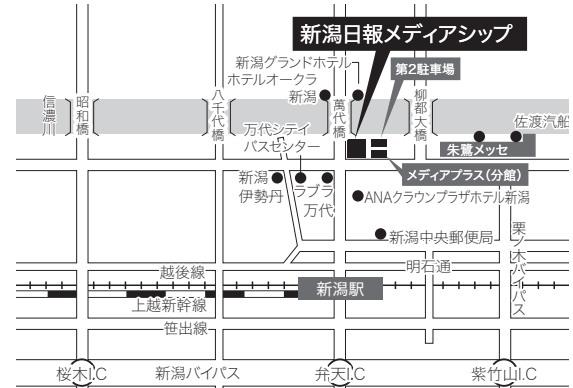 新潟日報メディアシップ
新潟グランドホテル
ホテルオークラ
新潟
第2駐車場
信濃川
昭和橋
八千代橋
萬代橋
柳都大橋
佐渡汽船
万代シテイ
バスセンター
朱鷺メッセ
メディアプラス(分館)
新潟
伊勢丹
ラブラ
万代
ANAクラウンプラザホテル新潟
新潟中央郵便局
栗ノ木バイパス
明石通
越後線
新潟駅
上越新幹線
笹出線
桜木I.C
新潟バイパス
弁天I.C
紫竹山I.C